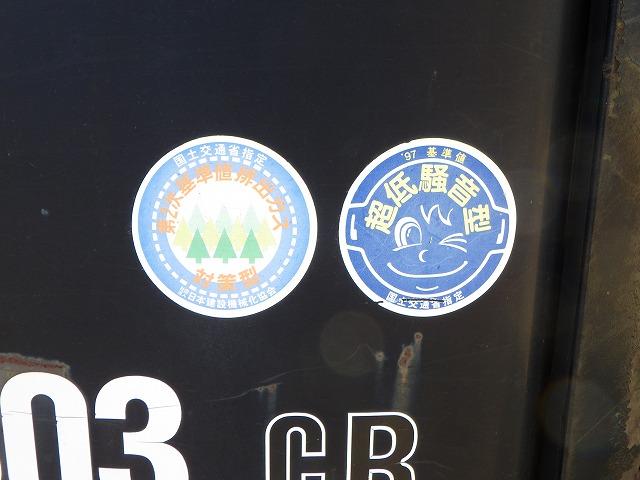 国土交通省指定
第2次基準値排出ガス
対策型
日本建設機械化協会
'97 基準値
超低騒音型
国土交通省指定
03 CR